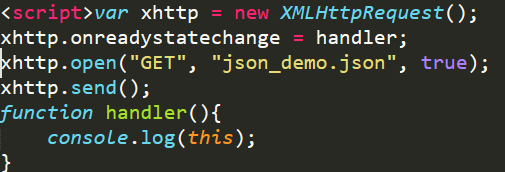 <script>var xhttp = new XMLHttpRequest();
xhttp.onreadystatechange = handler;
xhttp.open("GET", "json_demo.json", true);
xhttp.send();
function handler(){
    console.log(this);
}